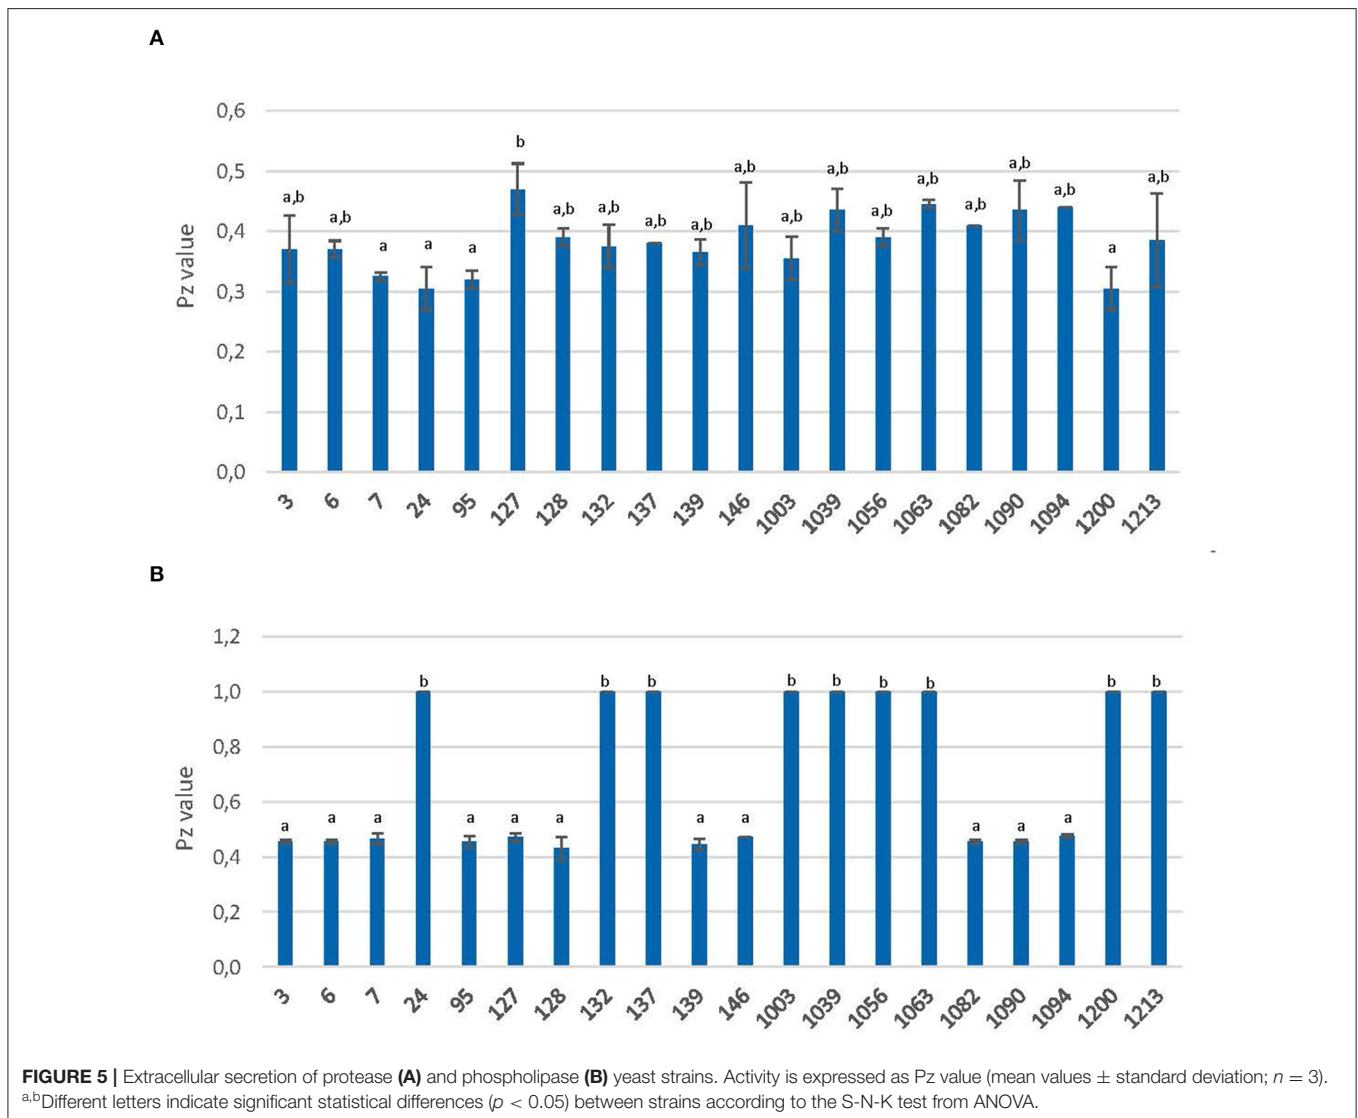 A
0,6
0,5
0,4
0,3
0,2
0,1
0,0
Pz value
a,b
a,b
a
a
a
b
a,b
a,b
a,b
a,b
a,b
a,b
a,b
a,b
a,b
a,b
a,b
a,b
a
a,b
3
6
7
24
95
127
128
132
137
139
146
1003
1039
1056
1063
1082
1090
1094
1200
1213
-
B
1,2
1,0
0,8
0,6
0,4
0,2
0,0
Pz value
a
a
a
b
a
a
a
b
b
a
a
b
b
b
b
a
a
a
b
b
3
6
7
24
95
127
128
132
137
139
146
1003
1039
1056
1063
1082
1090
1094
1200
1213
FIGURE 5 | Extracellular secretion of protease (A) and phospholipase (B) yeast strains. Activity is expressed as Pz value (mean values ± standard deviation; n = 3).
a,bDifferent letters indicate significant statistical differences (p < 0.05) between strains according to the S-N-K test from ANOVA.